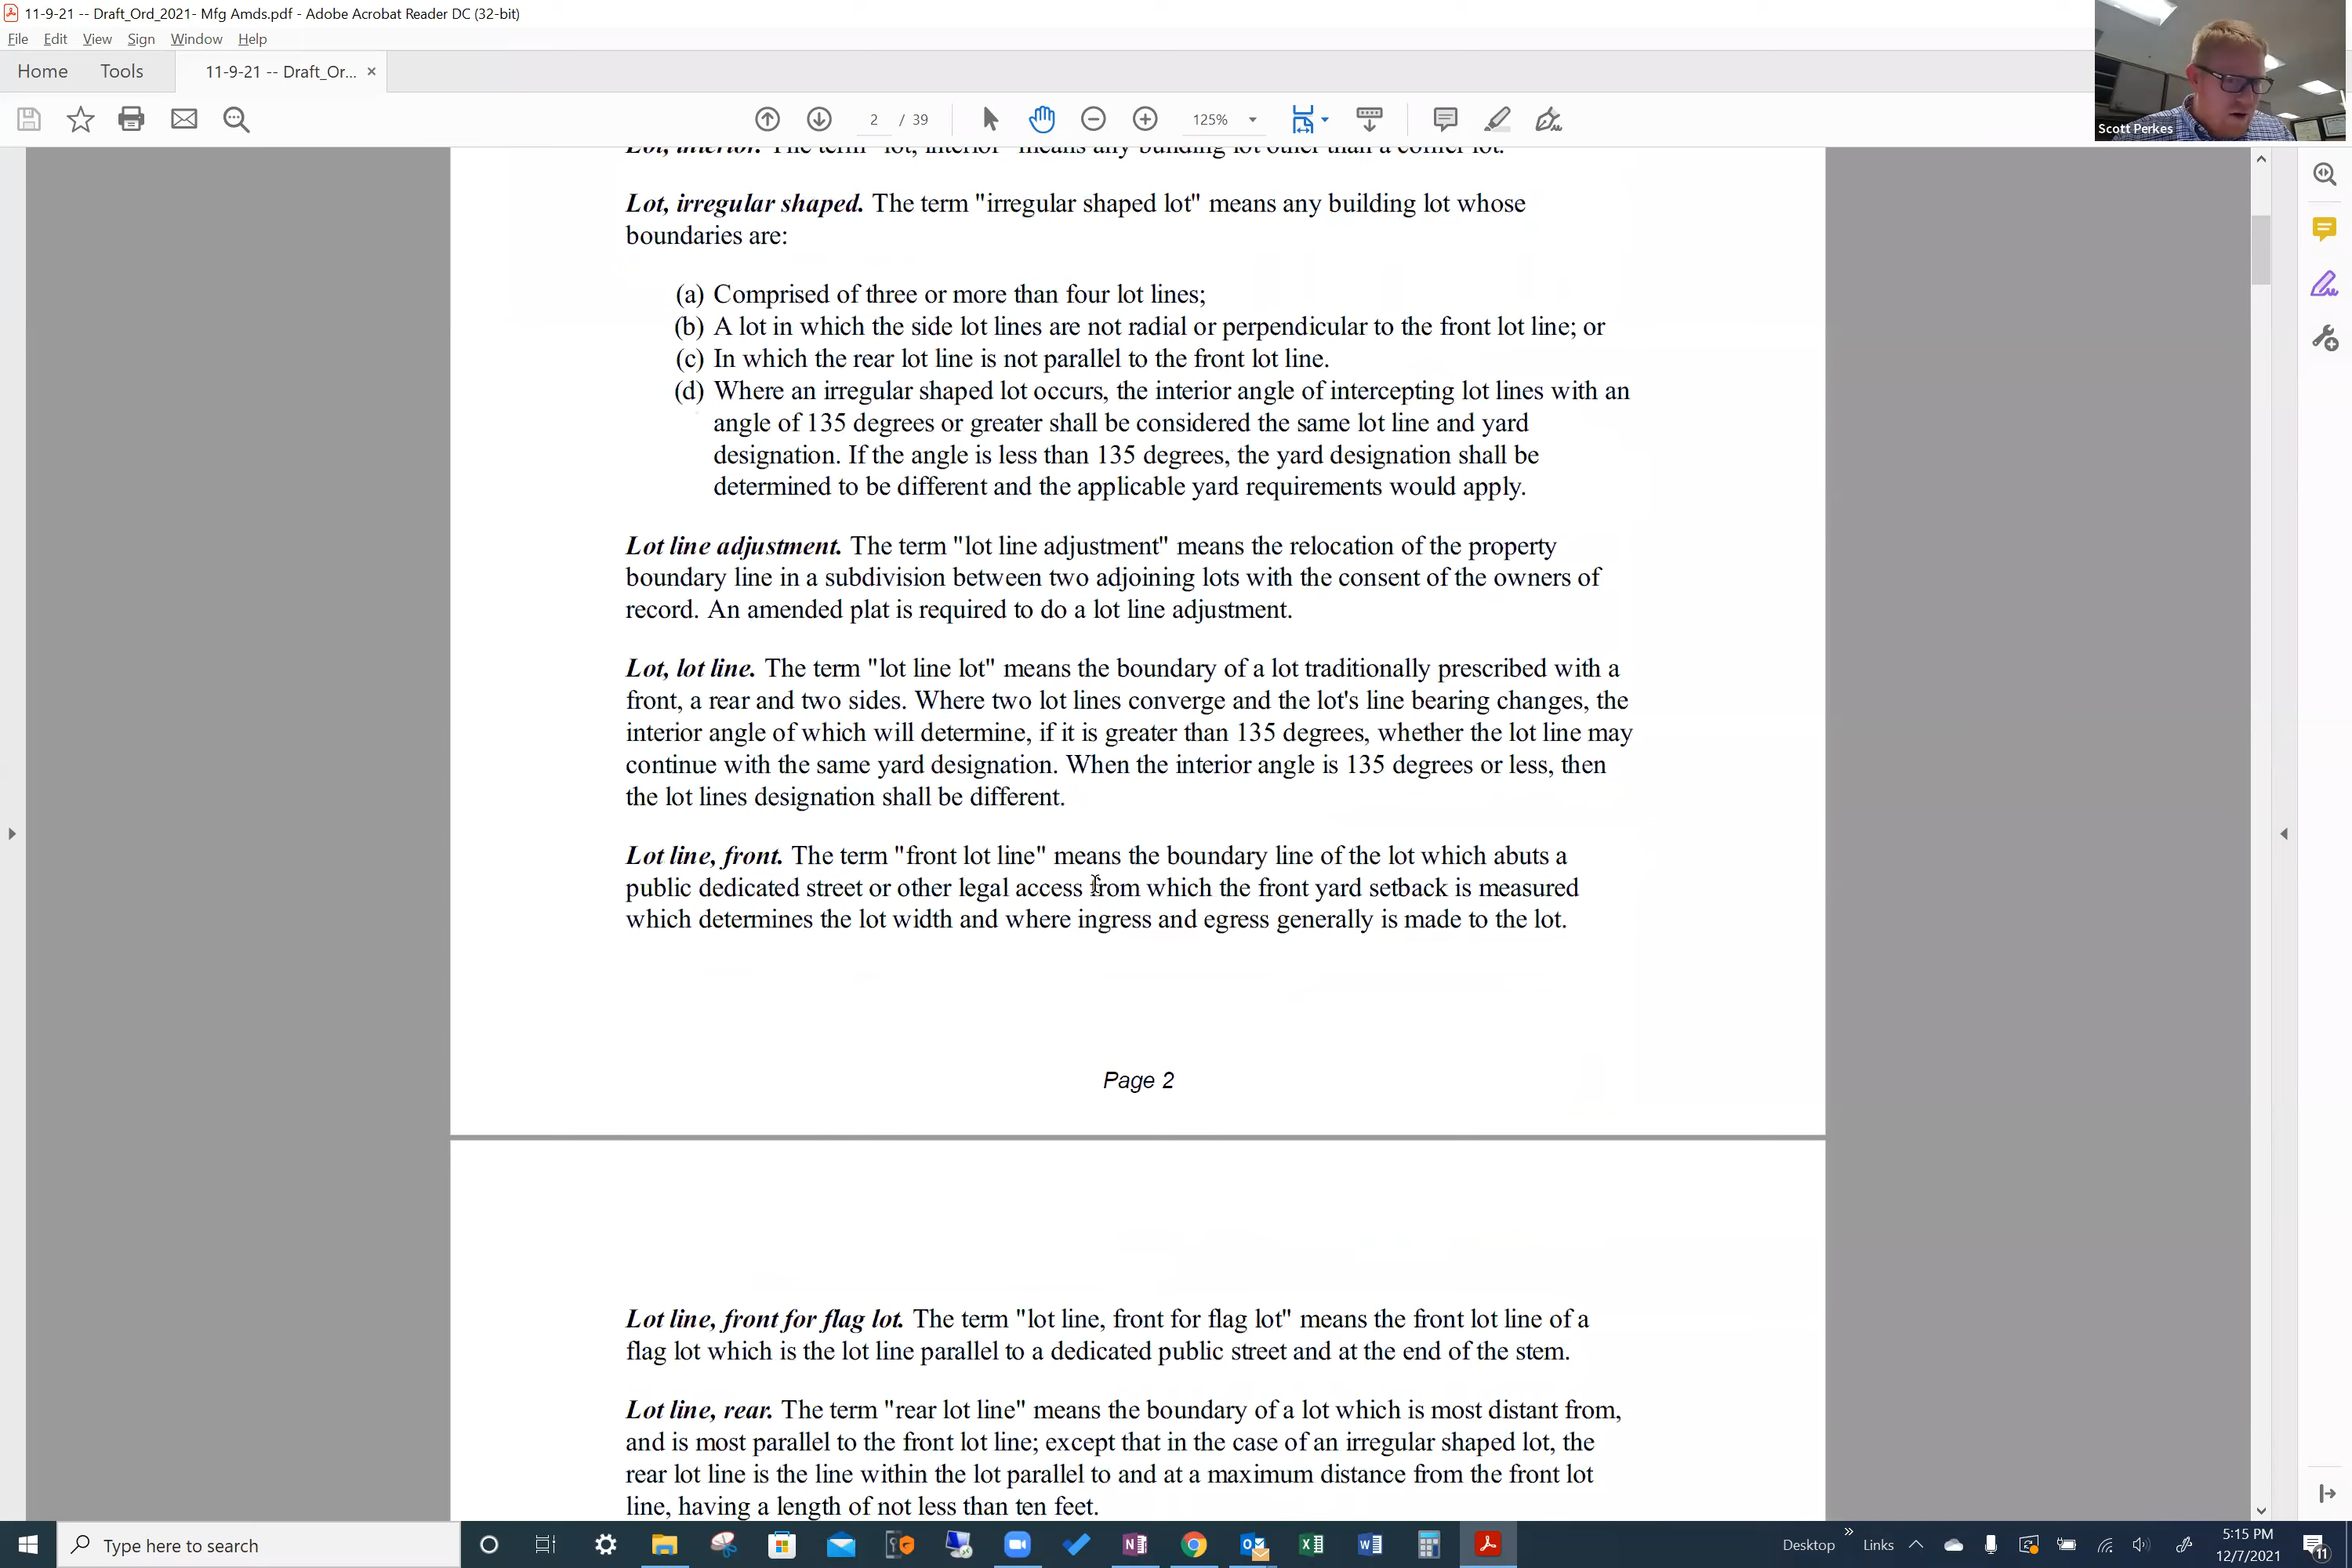 11-9-21 -- Draft_Ord_2021- Mfg Amds.pdf - Adobe Acrobat Reader DC (32-bit)
File Edit View Sign Window Help
Home Tools 11-9-21 -- Draft_Or... ×
2 / 39 125%
Scott Perkes
Lot, interior. The term "lot, interior" means any building lot other than a corner lot.
Lot, irregular shaped. The term "irregular shaped lot" means any building lot whose
boundaries are:
(a) Comprised of three or more than four lot lines;
(b) A lot in which the side lot lines are not radial or perpendicular to the front lot line; or
(c) In which the rear lot line is not parallel to the front lot line.
(d) Where an irregular shaped lot occurs, the interior angle of intercepting lot lines with an
angle of 135 degrees or greater shall be considered the same lot line and yard
designation. If the angle is less than 135 degrees, the yard designation shall be
determined to be different and the applicable yard requirements would apply.
Lot line adjustment. The term "lot line adjustment" means the relocation of the property
boundary line in a subdivision between two adjoining lots with the consent of the owners of
record. An amended plat is required to do a lot line adjustment.
Lot, lot line. The term "lot line lot" means the boundary of a lot traditionally prescribed with a
front, a rear and two sides. Where two lot lines converge and the lot's line bearing changes, the
interior angle of which will determine, if it is greater than 135 degrees, whether the lot line may
continue with the same yard designation. When the interior angle is 135 degrees or less, then
the lot lines designation shall be different.
Lot line, front. The term "front lot line" means the boundary line of the lot which abuts a
public dedicated street or other legal access from which the front yard setback is measured
which determines the lot width and where ingress and egress generally is made to the lot.
Page 2
Lot line, front for flag lot. The term "lot line, front for flag lot" means the front lot line of a
flag lot which is the lot line parallel to a dedicated public street and at the end of the stem.
Lot line, rear. The term "rear lot line" means the boundary of a lot which is most distant from,
and is most parallel to the front lot line; except that in the case of an irregular shaped lot, the
rear lot line is the line within the lot parallel to and at a maximum distance from the front lot
line, having a length of not less than ten feet.
Type here to search
Desktop » Links
5:15 PM
12/7/2021
11